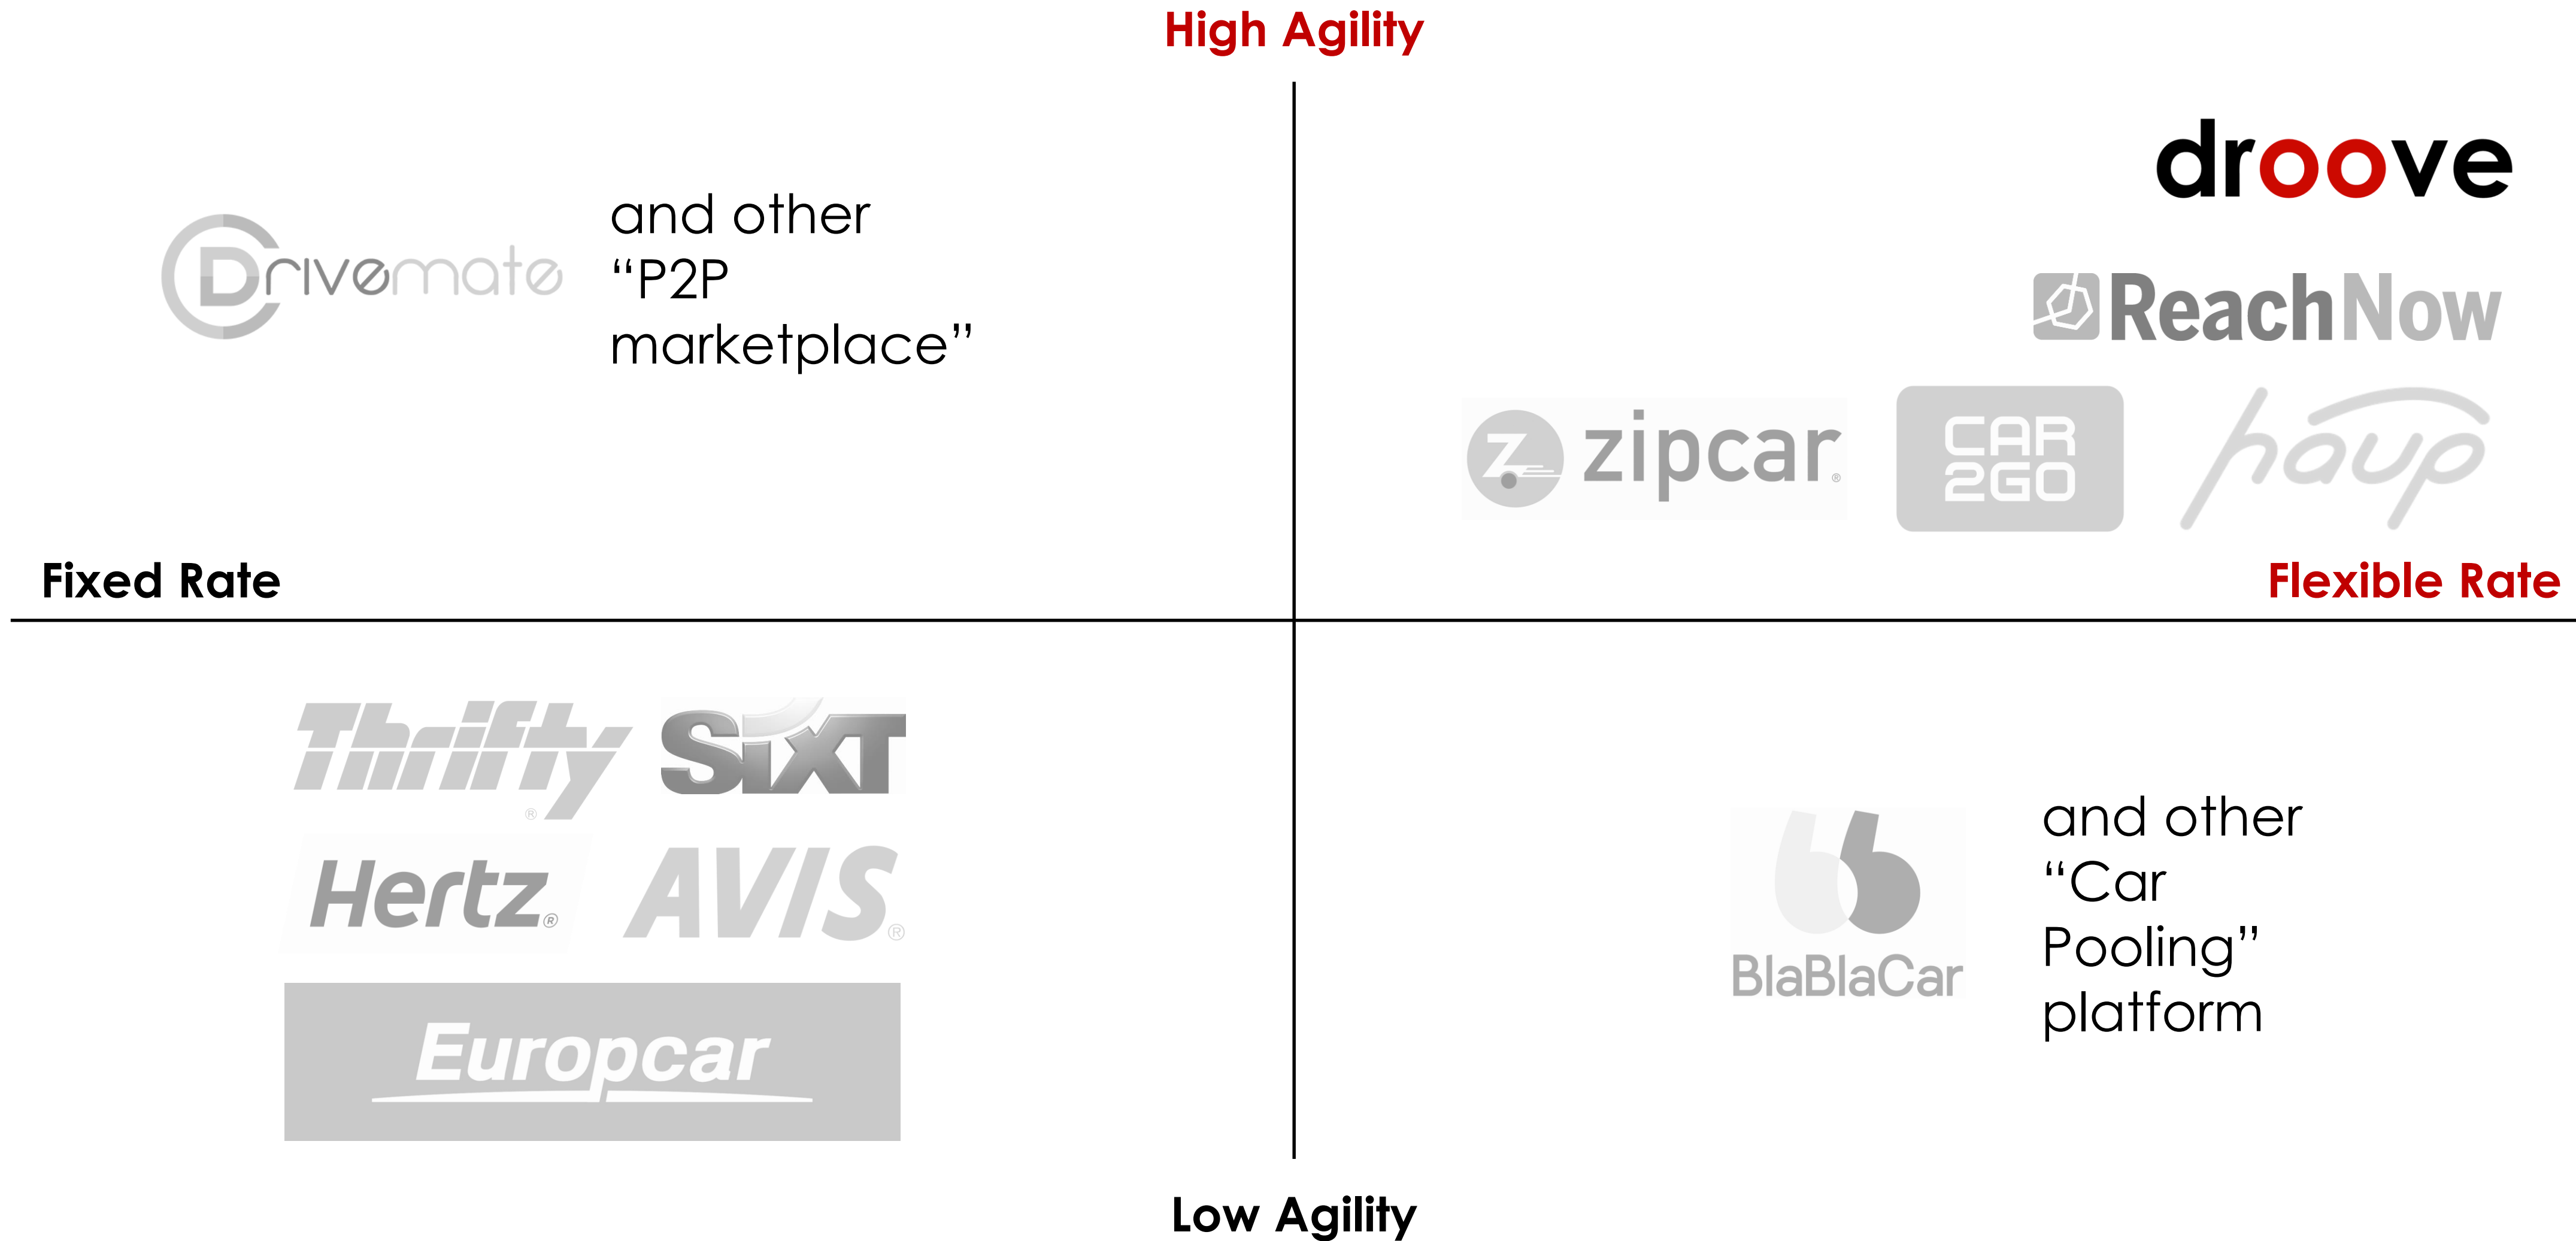 High Agility
droove
Drivemate
and other
“P2P
marketplace”
ReachNow
zipcar®
CAR
2GO
haup
Fixed Rate
Flexible Rate
Thrifty®
SiXT
Hertz®
AVIS®
Europcar
BlaBlaCar
and other
“Car
Pooling”
platform
Low Agility